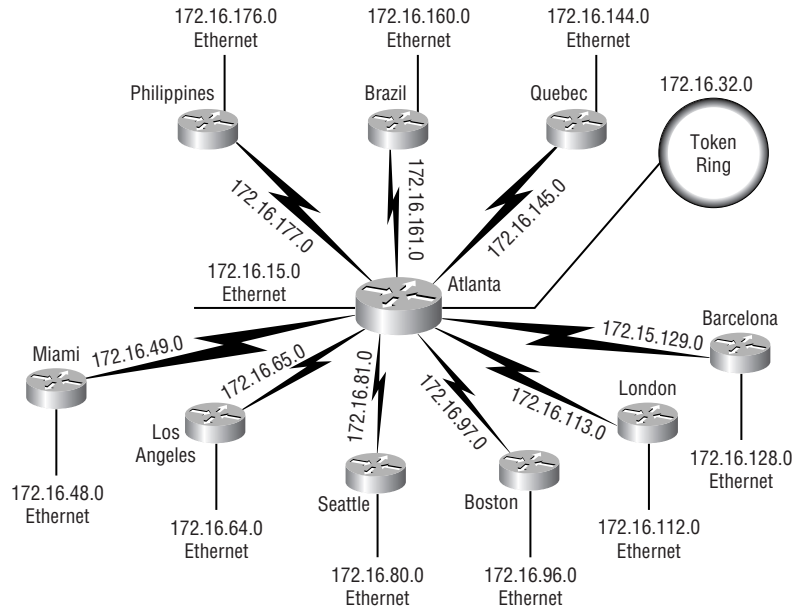 172.16.176.0
Ethernet
172.16.160.0
Ethernet
172.16.144.0
Ethernet
172.16.32.0
Philippines
Brazil
Quebec
Token
Ring
172.16.177.0
172.16.161.0
172.16.145.0
172.16.15.0
Ethernet
Atlanta
Miami
172.16.49.0
172.16.65.0
172.16.81.0
172.16.97.0
172.16.113.0
172.15.129.0
Barcelona
London
Los
Angeles
Seattle
Boston
172.16.48.0
Ethernet
172.16.64.0
Ethernet
172.16.80.0
Ethernet
172.16.96.0
Ethernet
172.16.112.0
Ethernet
172.16.128.0
Ethernet